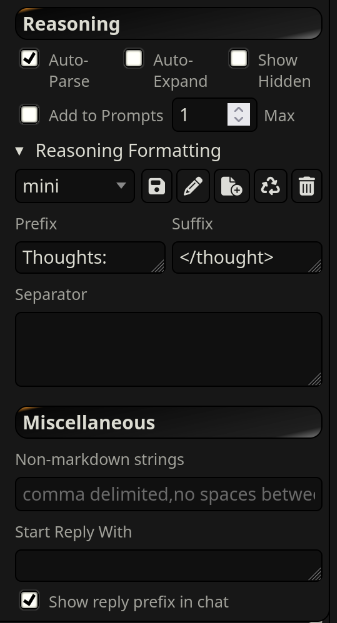 Reasoning
Auto-Parse Auto-Expand Show Hidden
Add to Prompts 1 Max
Reasoning Formatting
mini
Prefix Suffix
Thoughts: </thought>
Separator
Miscellaneous
Non-markdown strings
comma delimited,no spaces betwee
Start Reply With
Show reply prefix in chat